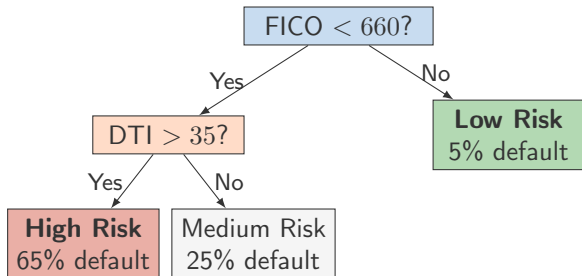 FICO < 660?
Yes
No
DTI > 35?
Low Risk
5% default
Yes
No
High Risk
65% default
Medium Risk
25% default